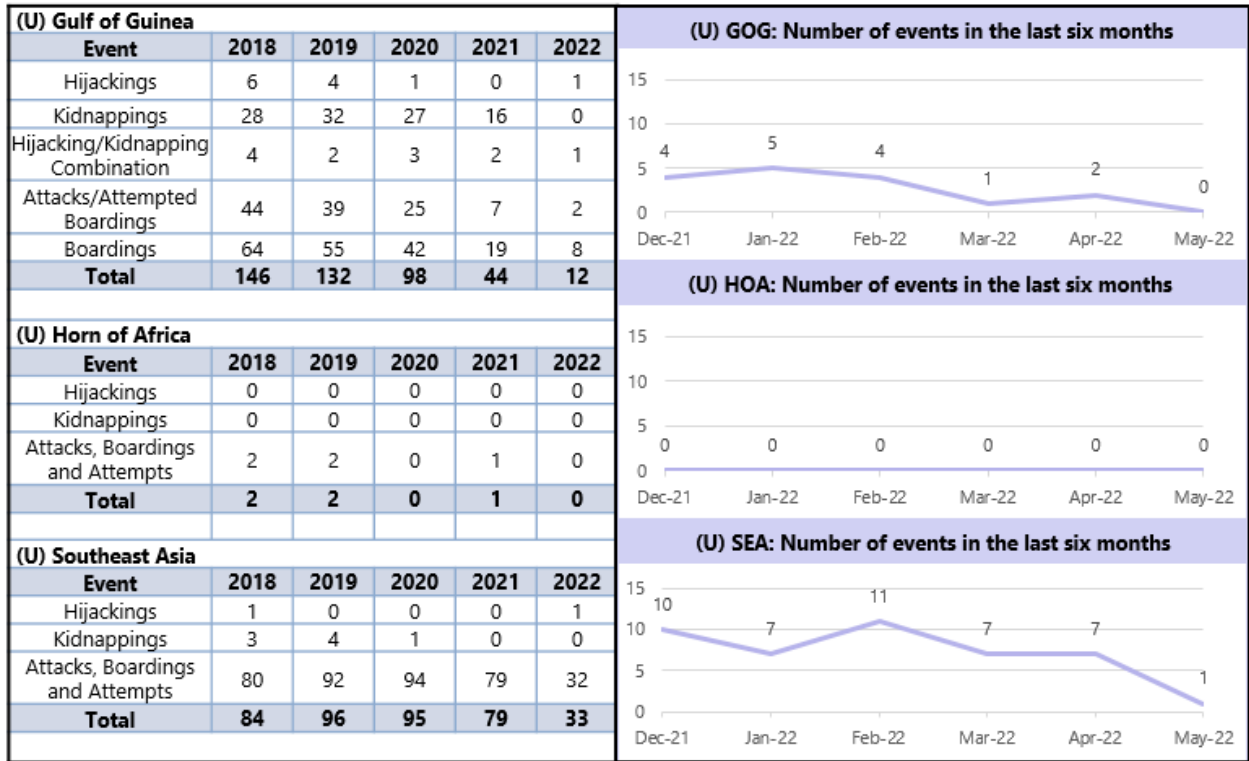 (U) Gulf of Guinea
Event 2018 2019 2020 2021 2022
Hijackings 6 4 1 0 1
Kidnappings 28 32 27 16 0
Hijacking/Kidnapping
Combination 4 2 3 2 1
Attacks/Attempted
Boardings 44 39 25 7 2
Boardings 64 55 42 19 8
Total 146 132 98 44 12
(U) Horn of Africa
Event 2018 2019 2020 2021 2022
Hijackings 0 0 0 0 0
Kidnappings 0 0 0 0 0
Attacks, Boardings
and Attempts 2 2 0 1 0
Total 2 2 0 1 0
(U) Southeast Asia
Event 2018 2019 2020 2021 2022
Hijackings 1 0 0 0 1
Kidnappings 3 4 1 0 0
Attacks, Boardings
and Attempts 80 92 94 79 32
Total 84 96 95 79 33
(U) GOG: Number of events in the last six months
15
10
5
0
4 5 4 1 2 0
Dec-21 Jan-22 Feb-22 Mar-22 Apr-22 May-22
(U) HOA: Number of events in the last six months
15
10
5
0
0 0 0 0 0 0
Dec-21 Jan-22 Feb-22 Mar-22 Apr-22 May-22
(U) SEA: Number of events in the last six months
15
10
5
0
10 7 11 7 7 1
Dec-21 Jan-22 Feb-22 Mar-22 Apr-22 May-22